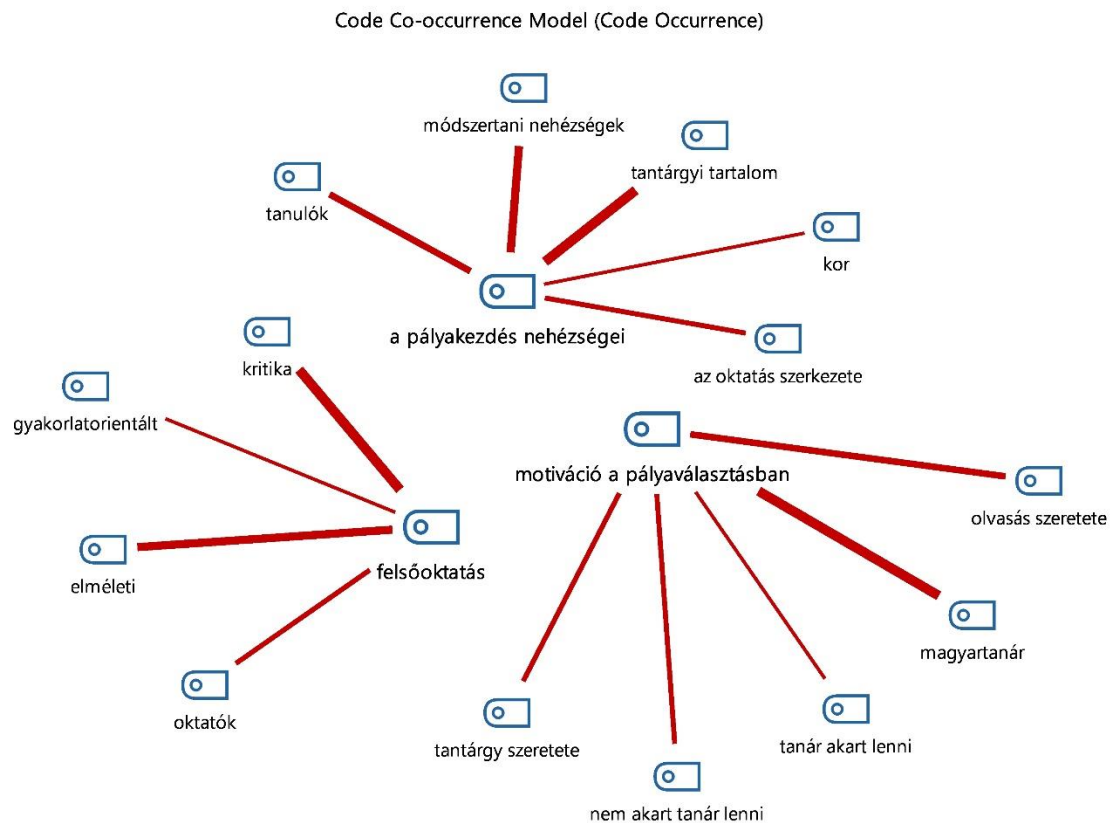 Code Co-occurrence Model (Code Occurrence)
módszertani nehézségek
tantárgyi tartalom
tanulók
kor
a pályakezdés nehézségei
kritika
az oktatás szerkezete
gyakorlatorientált
motiváció a pályaválasztásban
olvasás szeretete
elméleti
felsőoktatás
magyartanár
oktatók
tantárgy szeretete
tanár akart lenni
nem akart tanár lenni